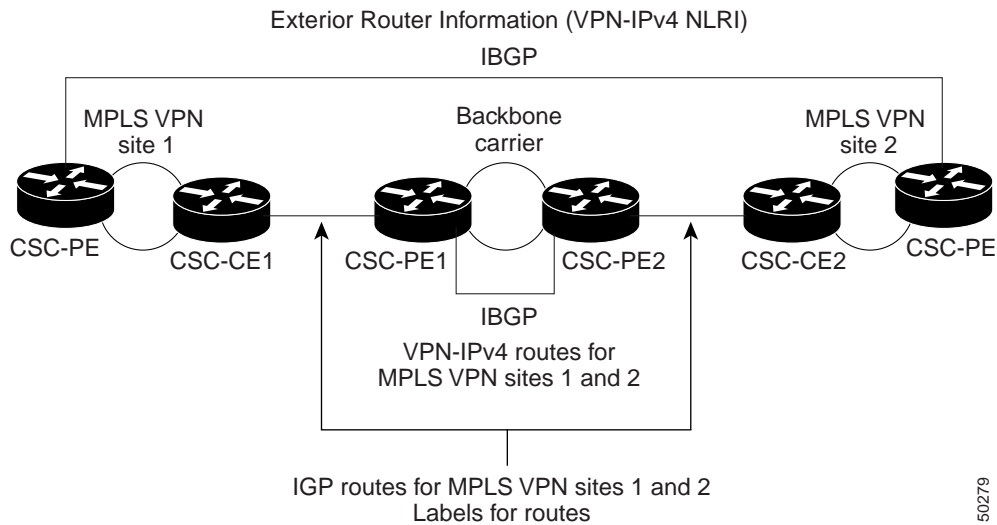 Exterior Router Information (VPN-IPv4 NLRI)
IBGP
MPLS VPN
site 1
Backbone
carrier
MPLS VPN
site 2
CSC-PE
CSC-CE1
CSC-PE1
CSC-PE2
CSC-CE2
CSC-PE
IBGP
VPN-IPv4 routes for
MPLS VPN sites 1 and 2
IGP routes for MPLS VPN sites 1 and 2
Labels for routes
50279